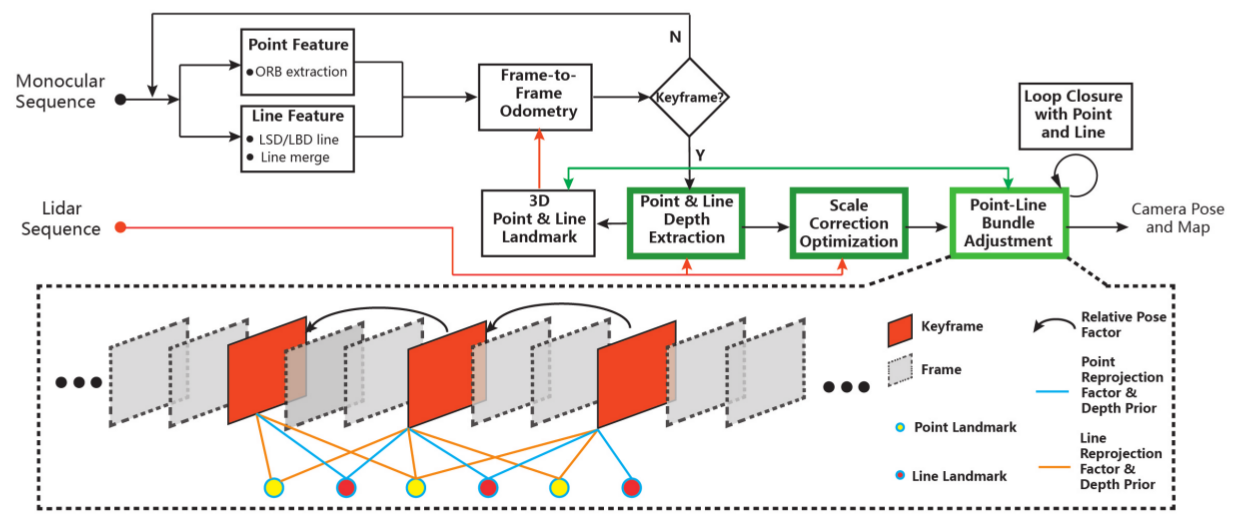 Monocular
Sequence
Point Feature
●ORB extraction
Line Feature
● LSD/LBD line
● Line merge
Frame-to-
Frame
Odometry
N
Keyframe?
Y
Loop Closure
with Point
and Line
Lidar
Sequence
3D
Point & Line
Landmark
Point & Line
Depth
Extraction
Scale
Correction
Optimization
Point-Line
Bundle
Adjustment
Camera Pose
and Map
Keyframe
Frame
Point Landmark
Line Landmark
Relative Pose
Factor
Point
Reprojection
Factor &
Depth Prior
Line
Reprojection
Factor &
Depth Prior